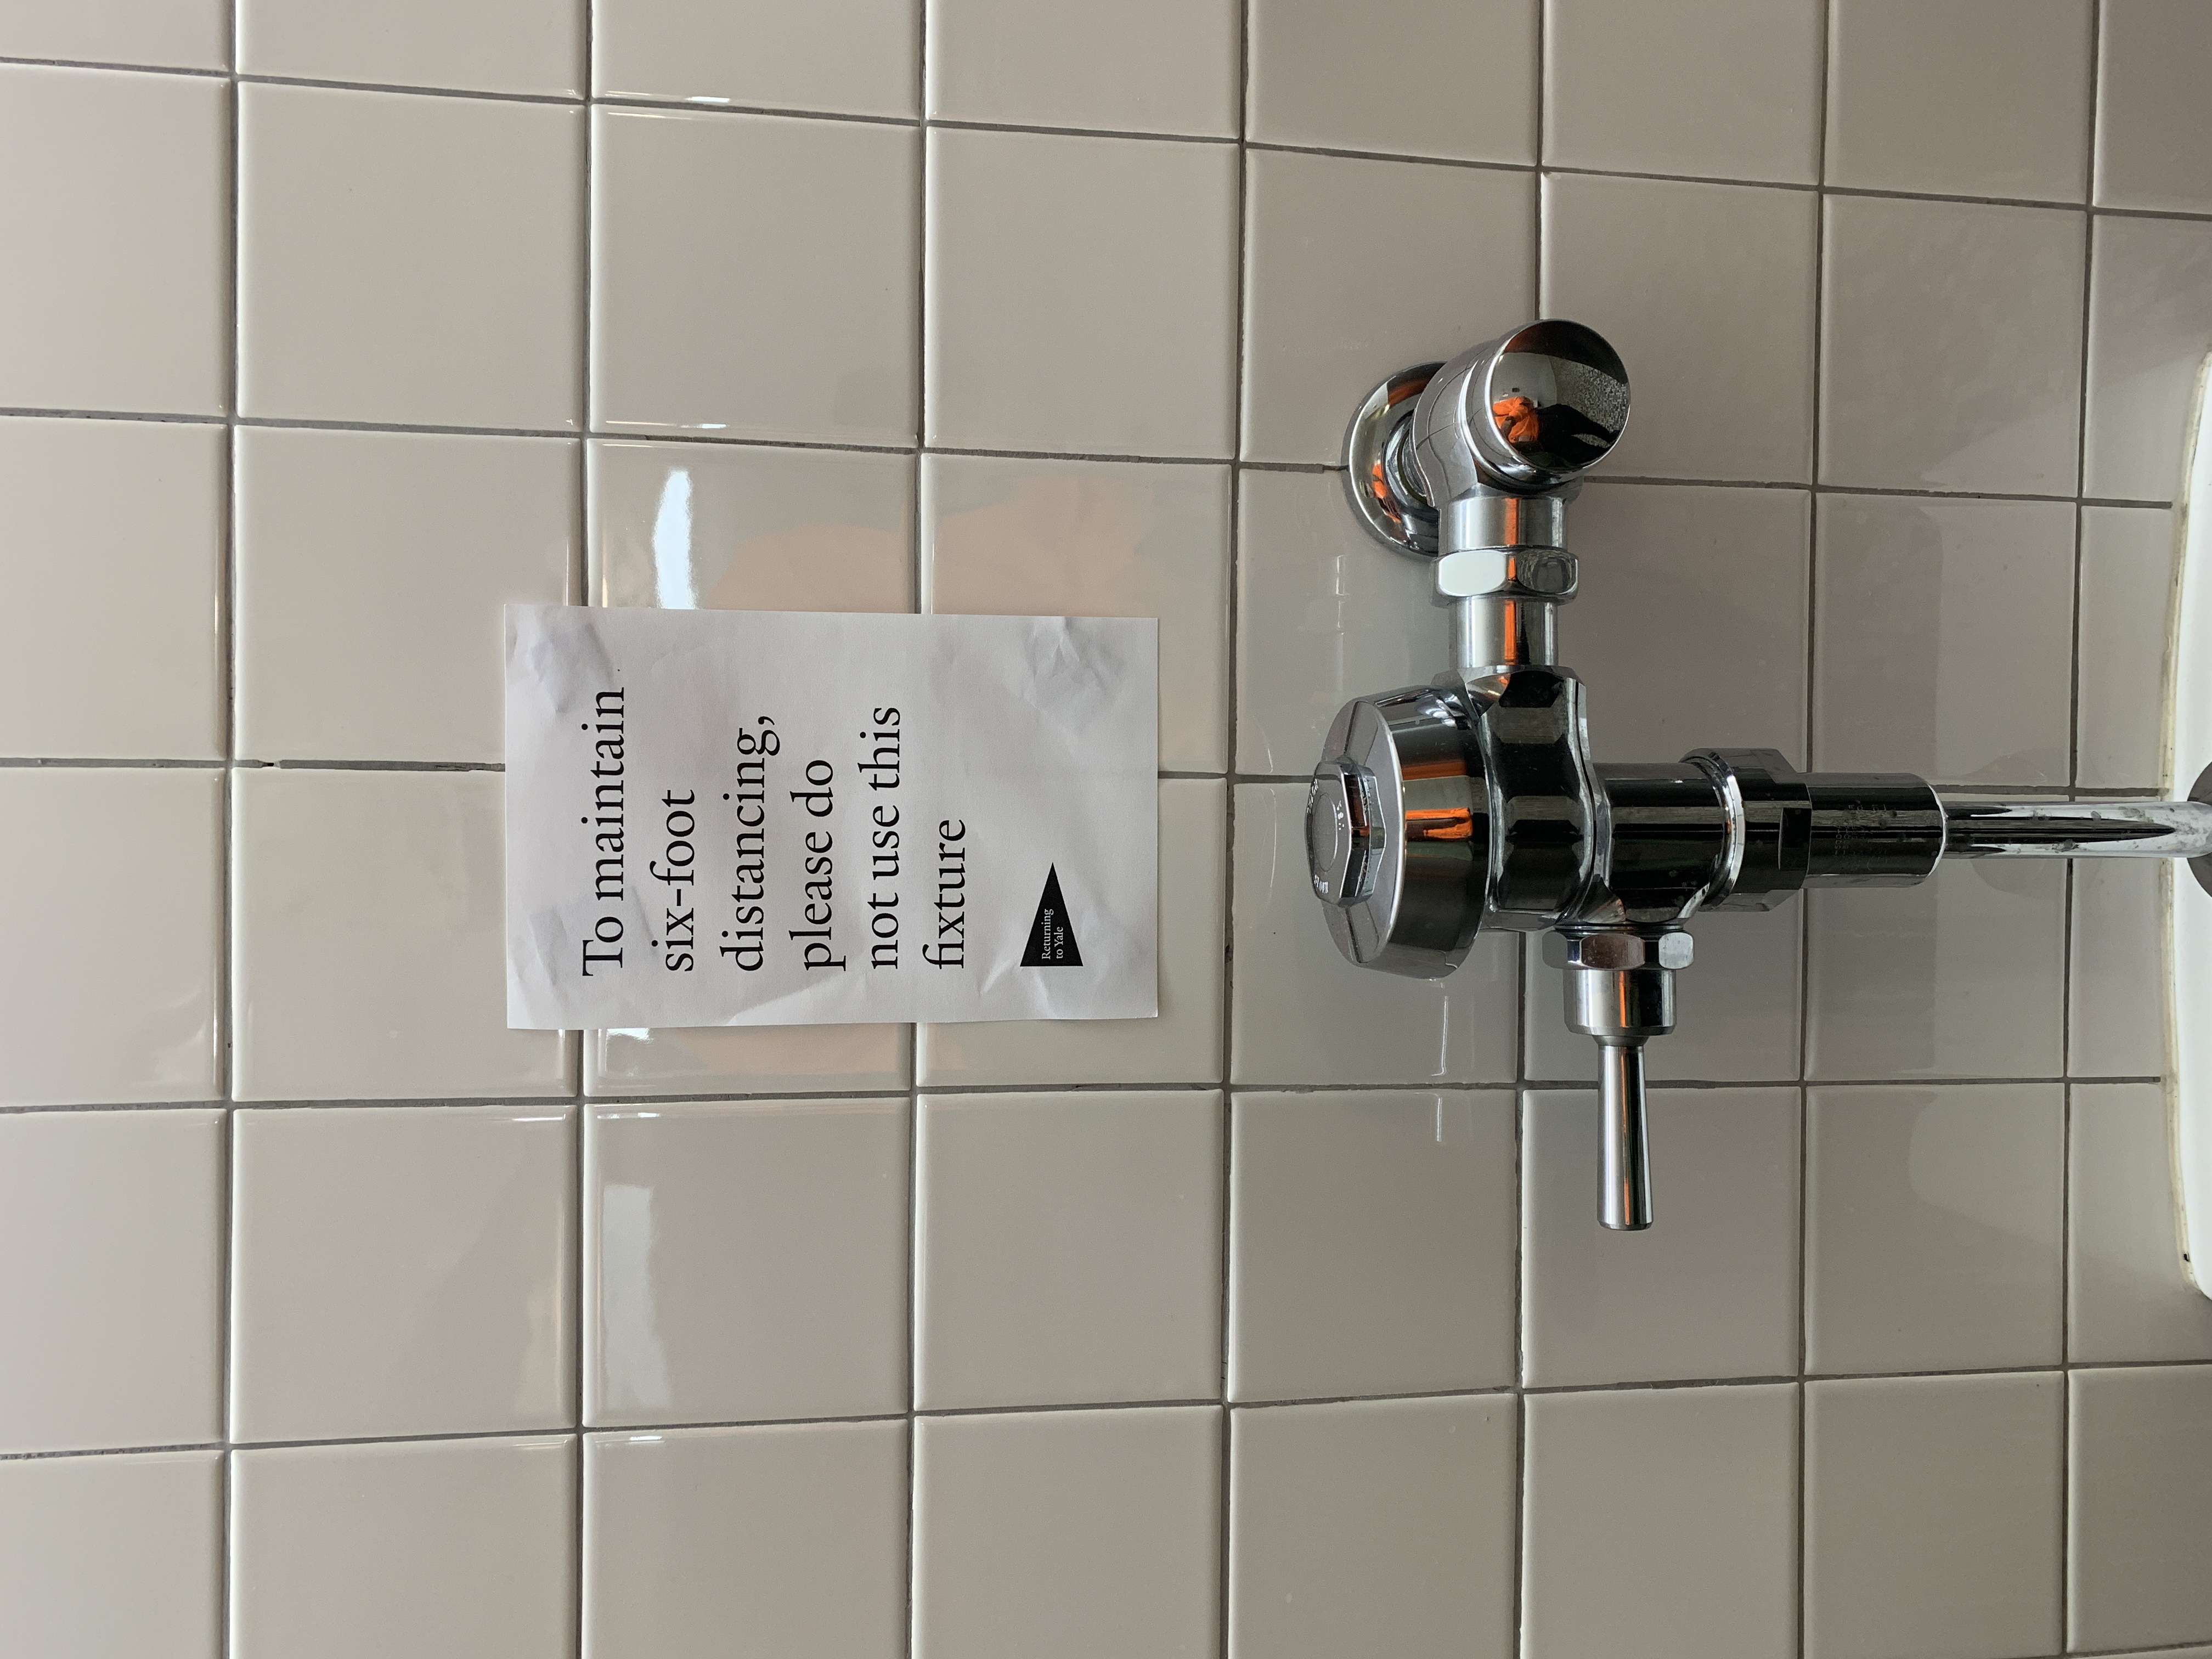 To maintain
six-foot
distancing,
please do
not use this
fixture
Returning
to Yale